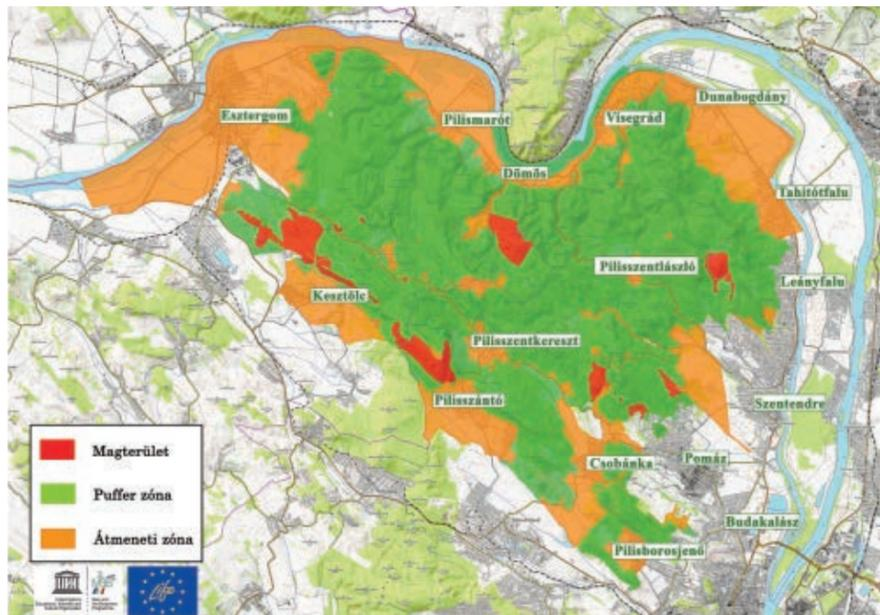 Esztergom
Pilismarót
Visegrád
Dunabogdány
Dömös
Tahitótfalu
Pilisszentlászló
Leányfalu
Kesztölc
Pilisszentkereszt
Pilisszántó
Szentendre
Csobánka
Pomáz
Budakalász
Pilisborosjenő
Magterület
Puffer zóna
Átmeneti zóna